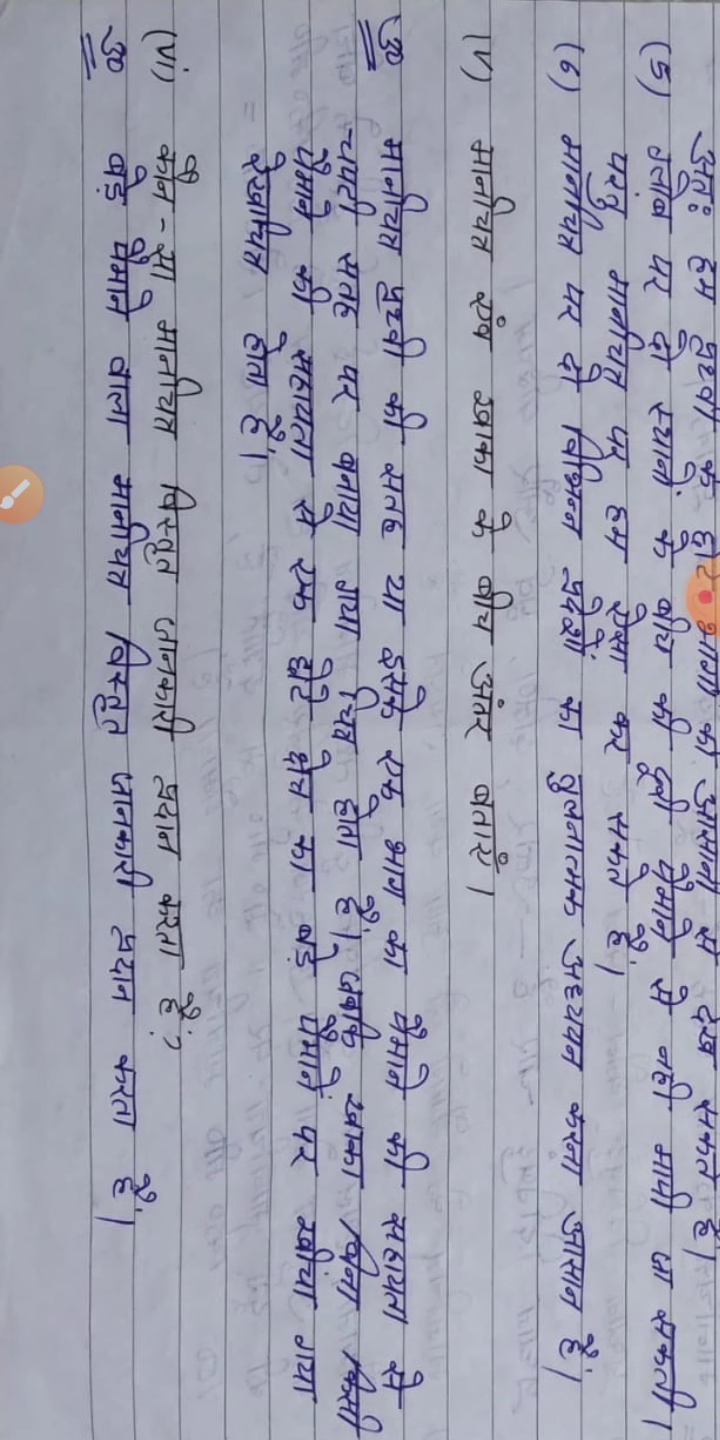 अतः हम पृथ्वी के छोटे भागों को आसानी से देख सकते हैं।
(5) ग्लोब पर दो स्थानों के बीच की दूरी पैमाने से नहीं मापी जा सकती।
परंतु मानचित्र पर हम ऐसा कर सकते हैं।
(6) मानचित्र पर दो विभिन्न प्रदेशों का तुलनात्मक अध्ययन करना आसान है।
(V) मानचित्र एंव खाका के बीच अंतर बताएँ।
उ० मानचित्र पृथ्वी की सतह या इसके एक भाग का पैमाने की सहायता से
चपटी सतह पर बनाया गया चित्र होता है। जबकि खाका बिना किसी
पैमाने की सहायता से एक छोटे क्षेत्र का बड़े पैमाने पर खींचा गया
रेखाचित्र होता है।
(vi) कौन-सा मानचित्र विस्तृत जानकारी प्रदान करता है?
उ० बड़े पैमाने वाला मानचित्र विस्तृत जानकारी प्रदान करता है।